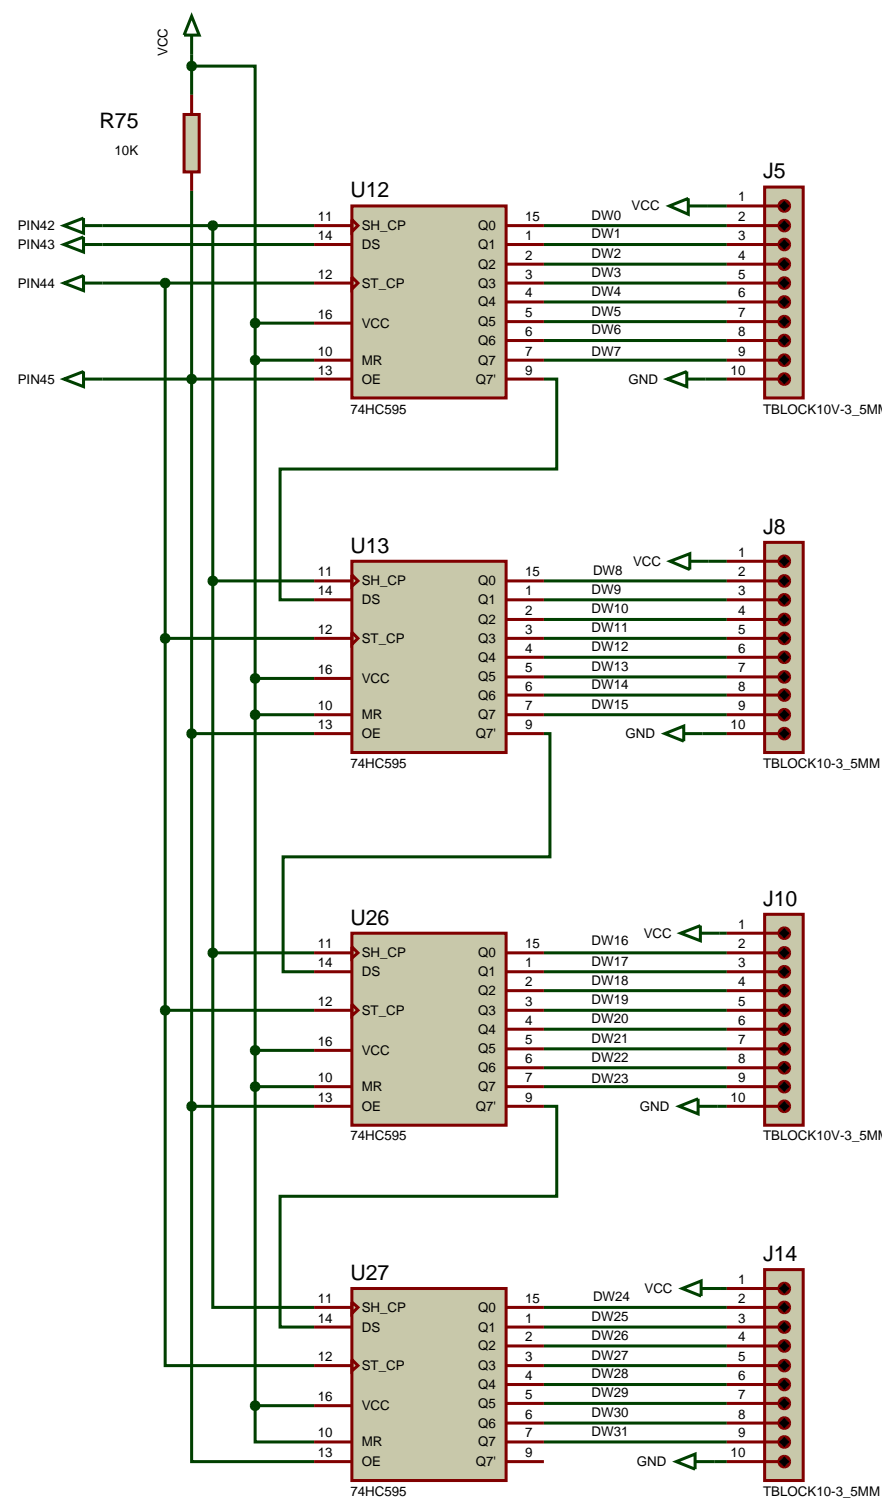 VCC
R75
10K
PIN42
PIN43
PIN44
PIN45
U12
11 SH_CP Q0 15 DW0
14 DS Q1 1 DW1
Q2 2 DW2
12 ST_CP Q3 3 DW3
Q4 4 DW4
16 VCC Q5 5 DW5
Q6 6 DW6
10 MR Q7 7 DW7
13 OE Q7' 9
74HC595
J5
VCC 1
2
3
4
5
6
7
8
9
GND 10
TBLOCK10V-3_5MM
U13
11 SH_CP Q0 15 DW8
14 DS Q1 1 DW9
Q2 2 DW10
12 ST_CP Q3 3 DW11
Q4 4 DW12
16 VCC Q5 5 DW13
Q6 6 DW14
10 MR Q7 7 DW15
13 OE Q7' 9
74HC595
J8
VCC 1
2
3
4
5
6
7
8
9
GND 10
TBLOCK10-3_5MM
U26
11 SH_CP Q0 15 DW16
14 DS Q1 1 DW17
Q2 2 DW18
12 ST_CP Q3 3 DW19
Q4 4 DW20
16 VCC Q5 5 DW21
Q6 6 DW22
10 MR Q7 7 DW23
13 OE Q7' 9
74HC595
J10
VCC 1
2
3
4
5
6
7
8
9
GND 10
TBLOCK10V-3_5MM
U27
11 SH_CP Q0 15 DW24
14 DS Q1 1 DW25
Q2 2 DW26
12 ST_CP Q3 3 DW27
Q4 4 DW28
16 VCC Q5 5 DW29
Q6 6 DW30
10 MR Q7 7 DW31
13 OE Q7' 9
74HC595
J14
VCC 1
2
3
4
5
6
7
8
9
GND 10
TBLOCK10-3_5MM